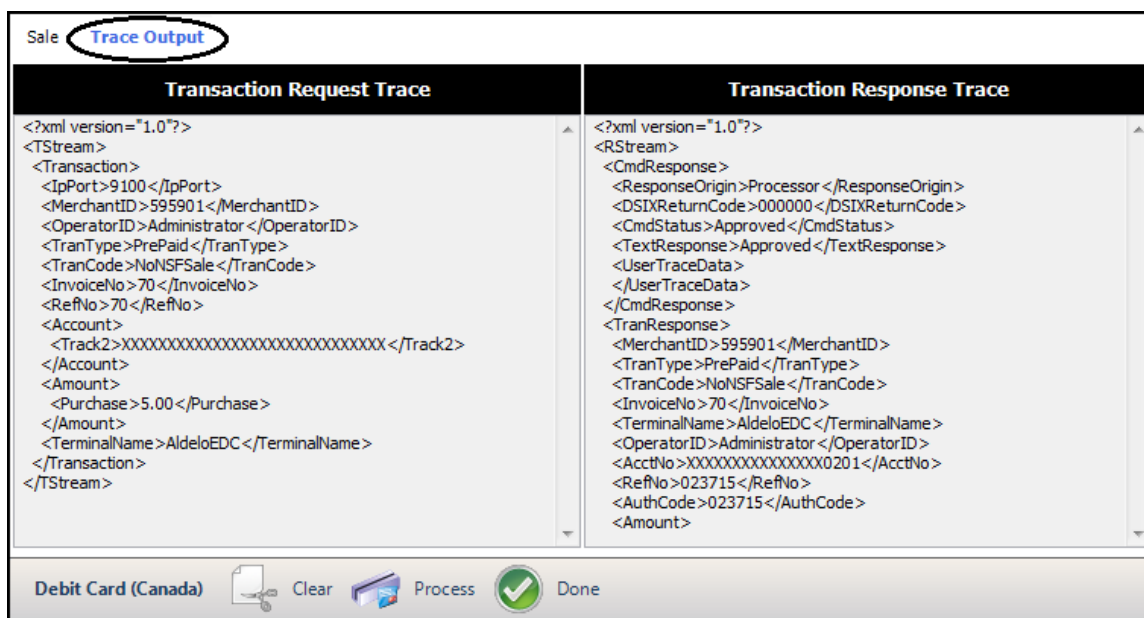 Sale Trace Output
Transaction Request Trace
<?xml version="1.0"?>
<TStream>
<Transaction>
<IpPort>9100</IpPort>
<MerchantID>595901</MerchantID>
<OperatorID>Administrator</OperatorID>
<TranType>PrePaid</TranType>
<TranCode>NoNSFSale</TranCode>
<InvoiceNo>70</InvoiceNo>
<RefNo>70</RefNo>
<Account>
<Track2>XXXXXXXXXXXXXXXXXXXXXXXXXXXXX</Track2>
</Account>
<Amount>
<Purchase>5.00</Purchase>
</Amount>
<TerminalName>AldeloEDC</TerminalName>
</Transaction>
</TStream>
Transaction Response Trace
<?xml version="1.0"?>
<RStream>
<CmdResponse>
<ResponseOrigin>Processor</ResponseOrigin>
<DSIXReturnCode>000000</DSIXReturnCode>
<CmdStatus>Approved</CmdStatus>
<TextResponse>Approved</TextResponse>
<UserTraceData>
</UserTraceData>
</CmdResponse>
<TranResponse>
<MerchantID>595901</MerchantID>
<TranType>PrePaid</TranType>
<TranCode>NoNSFSale</TranCode>
<InvoiceNo>70</InvoiceNo>
<TerminalName>AldeloEDC</TerminalName>
<OperatorID>Administrator</OperatorID>
<AcctNo>XXXXXXXXXXXXXXX0201</AcctNo>
<RefNo>023715</RefNo>
<AuthCode>023715</AuthCode>
<Amount>
Debit Card (Canada) Clear Process Done